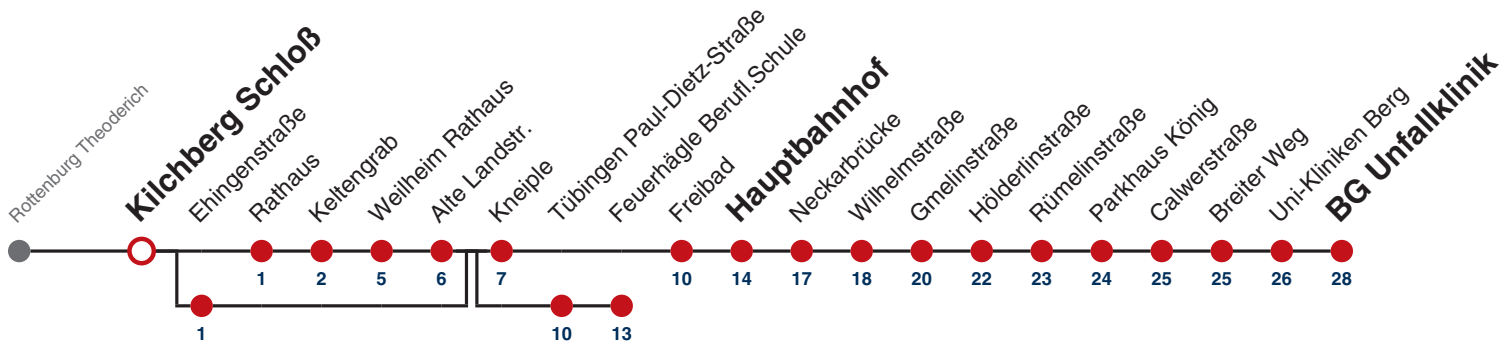 Rottenburg Theoderich
Kilchberg Schloß
Ehingenstraße
Rathaus
Keltengrab
Weilheim Rathaus
Alte Landstr.
Kneiple
Tübingen Paul-Dietz-Straße
Feuerhägle Berufl.Schule
Freibad
Hauptbahnhof
Neckarbrücke
Wilhelmstraße
Gmelinstraße
Hölderlinstraße
Rümelinstraße
Parkhaus König
Calwerstraße
Breiter Weg
Uni-Kliniken Berg
BG Unfallklinik
1 2 5 6 7 10 14 17 18 20 22 23 24 25 25 26 28
1 10 13